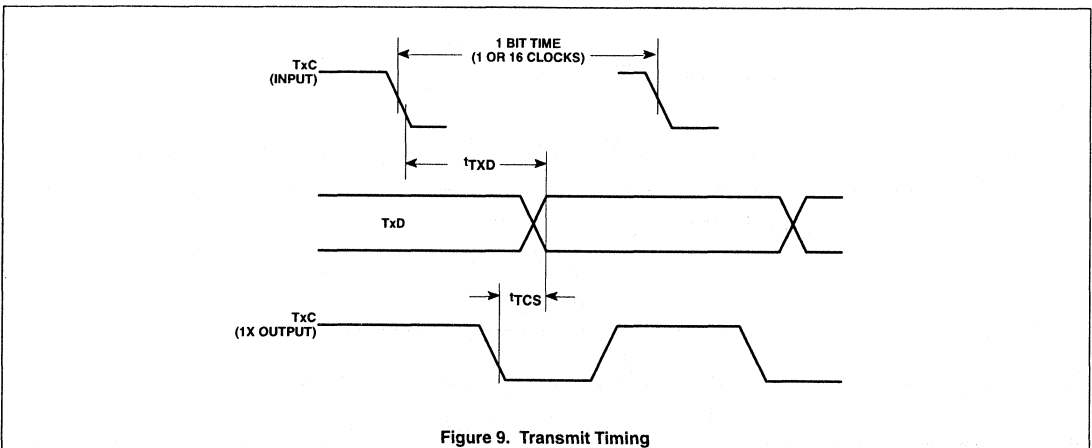 1 BIT TIME
(1 OR 16 CLOCKS)
TxC
(INPUT)
tTXD
TxD
tTCS
TxC
(1X OUTPUT)
Figure 9. Transmit Timing